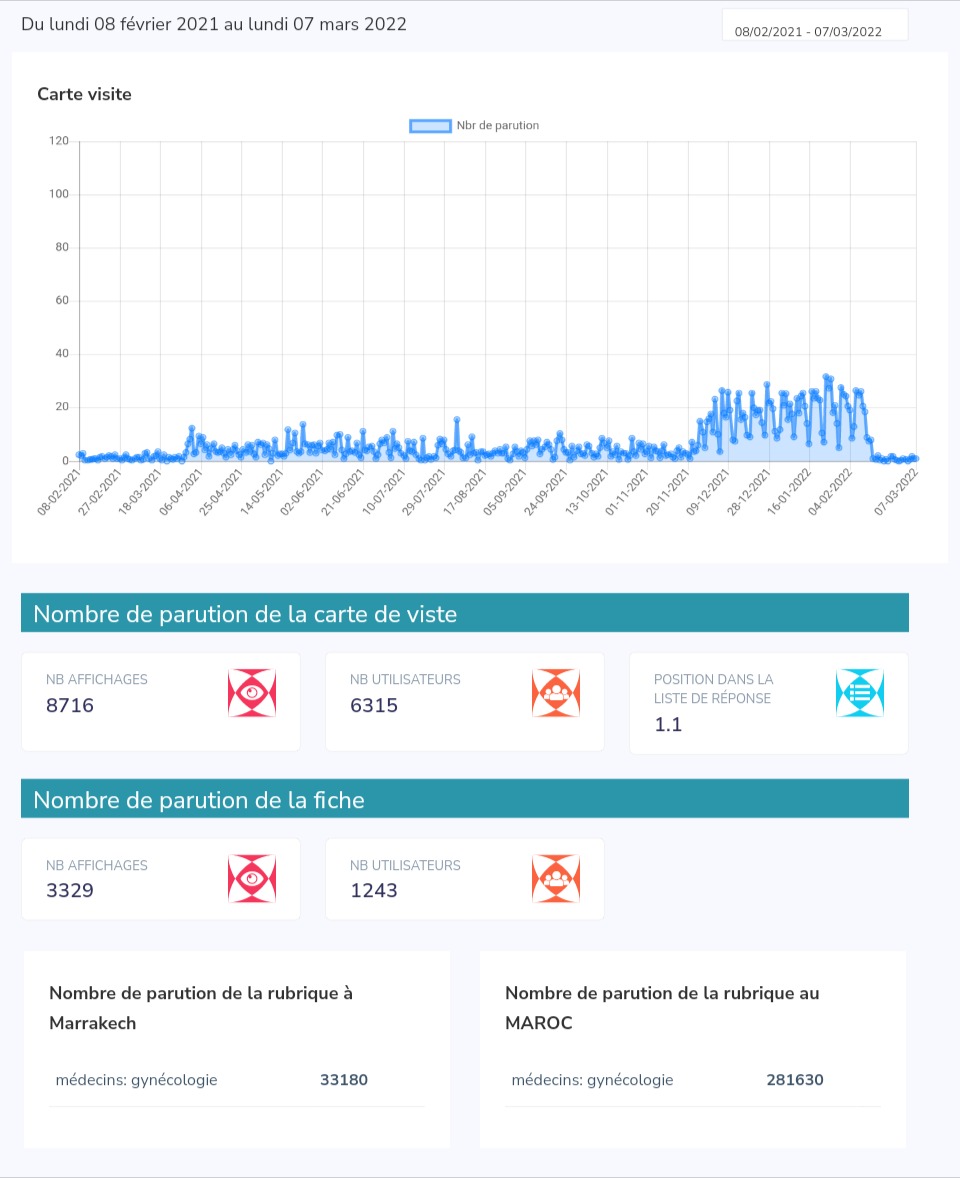 Du lundi 08 février 2021 au lundi 07 mars 2022
08/02/2021 - 07/03/2022
Carte visite
Nbr de parution
120
100
80
60
40
20
0
08-02-2021
27-02-2021
18-03-2021
06-04-2021
25-04-2021
14-05-2021
02-06-2021
21-06-2021
10-07-2021
29-07-2021
17-08-2021
05-09-2021
24-09-2021
13-10-2021
01-11-2021
20-11-2021
09-12-2021
28-12-2021
16-01-2022
04-02-2022
07-03-2022
Nombre de parution de la carte de viste
NB AFFICHAGES
8716
NB UTILISATEURS
6315
POSITION DANS LA
LISTE DE RÉPONSE
1.1
Nombre de parution de la fiche
NB AFFICHAGES
3329
NB UTILISATEURS
1243
Nombre de parution de la rubrique à
Marrakech
médecins: gynécologie 33180
Nombre de parution de la rubrique au
MAROC
médecins: gynécologie 281630